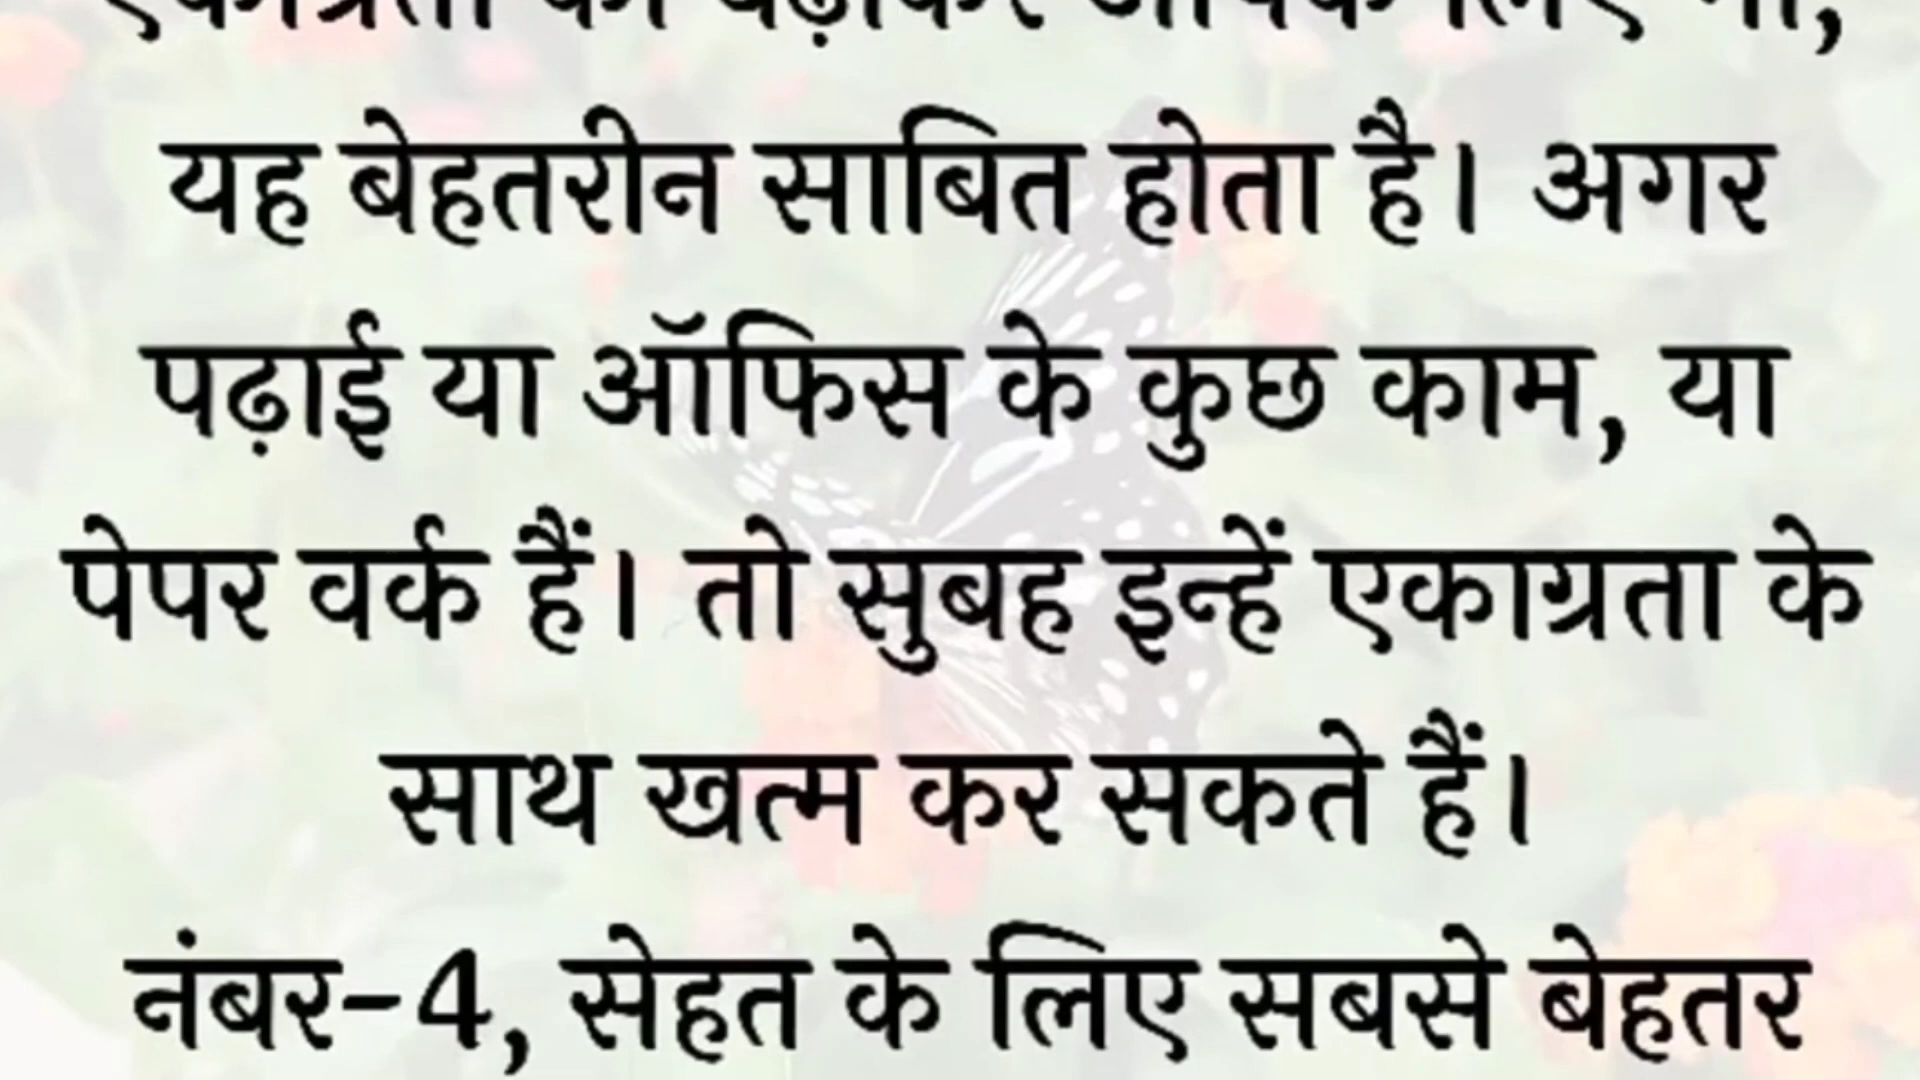 यह बेहतरीन साबित होता है। अगर
पढ़ाई या ऑफिस के कुछ काम, या
पेपर वर्क हैं। तो सुबह इन्हें एकाग्रता के
साथ खत्म कर सकते हैं।
नंबर-4, सेहत के लिए सबसे बेहतर